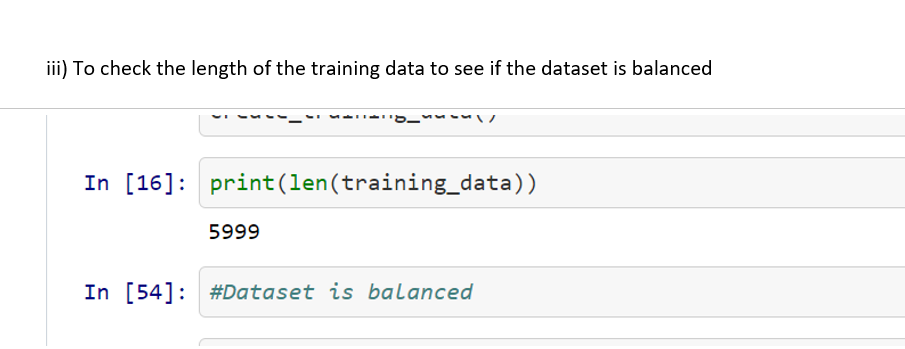 iii) To check the length of the training data to see if the dataset is balanced
create_training_data()
In [16]: print(len(training_data))
5999
In [54]: #Dataset is balanced